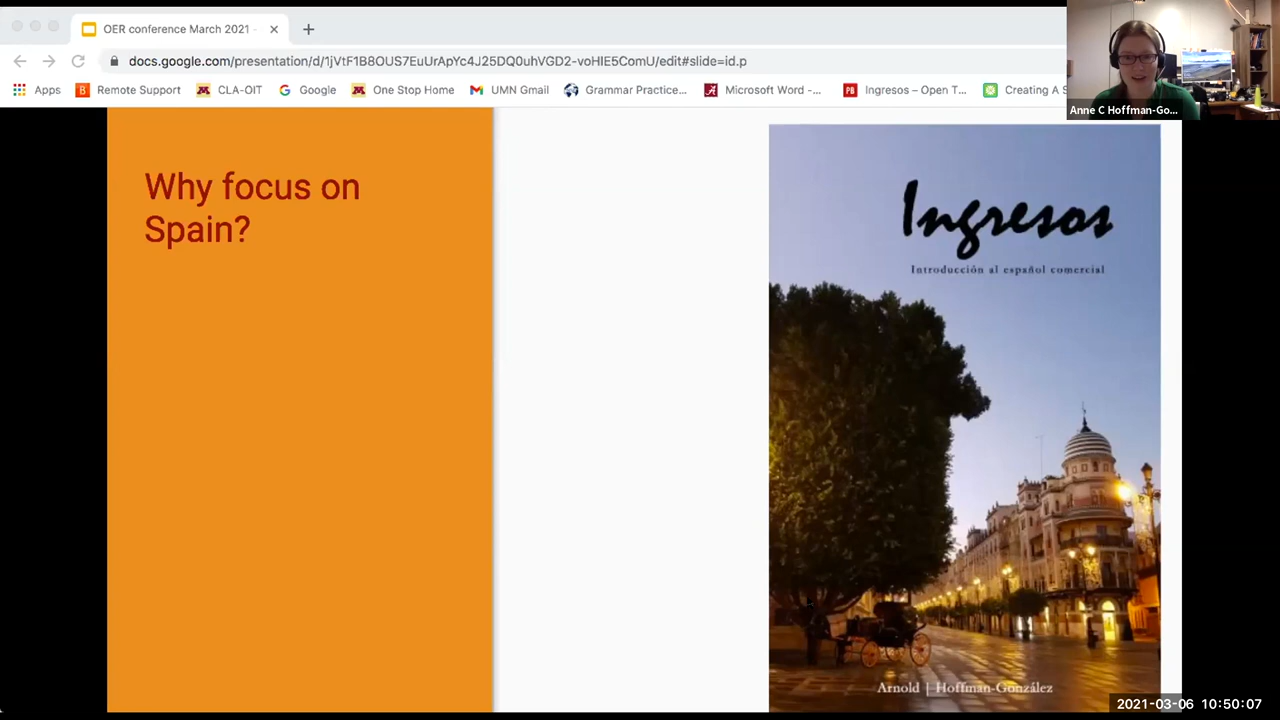 OER conference March 2021 -
docs.google.com/presentation/d/1jVtF1B8OUS7EuUrApYc4J25DQ0uhVGD2-voHIE5ComU/edit#slide=id.p
Apps Remote Support CLA-OIT Google One Stop Home UMN Gmail Grammar Practice... Microsoft Word -... Ingresos – Open T... Creating A S
Anne C Hoffman-Go...
Why focus on
Spain?
Ingresos
Introducción al español comercial
Arnold | Hoffman-González
2021-03-06 10:50:07